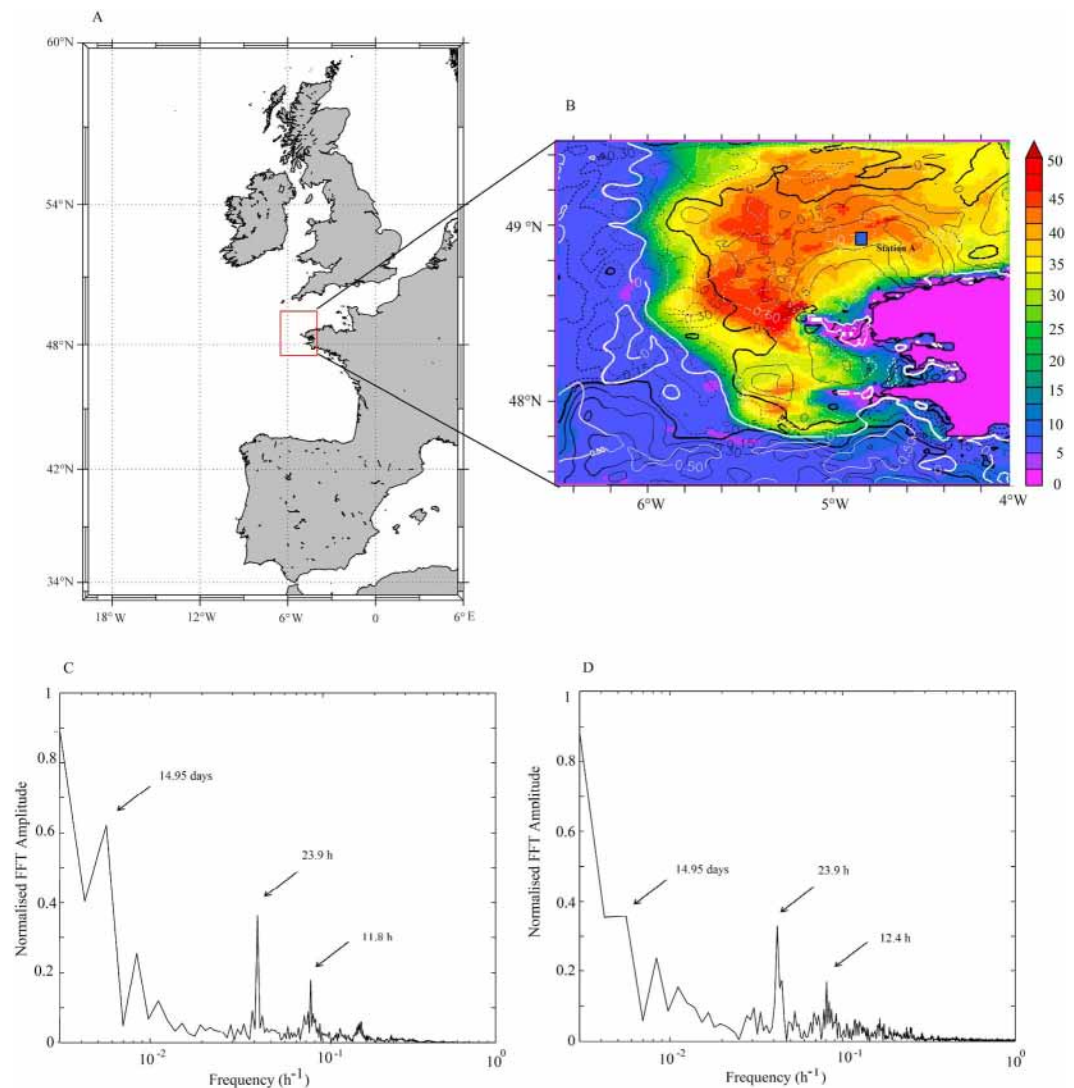 A
60°N
54°N
48°N
42°N
34°N
18°W
12°W
6°W
0
6°E
B
49 °N
48°N
6°W
5°W
4°W
Station A
0.50
50
45
40
35
30
25
20
15
10
5
0
C
Normalised FFT Amplitude
1
0.8
0.6
0.4
0.2
0
14.95 days
23.9 h
11.8 h
10⁻²
10⁻¹
10⁰
Frequency (h⁻¹)
D
Normalised FFT Amplitude
1
0.8
0.6
0.4
0.2
0
14.95 days
23.9 h
12.4 h
10⁻²
10⁻¹
10⁰
Frequency (h⁻¹)